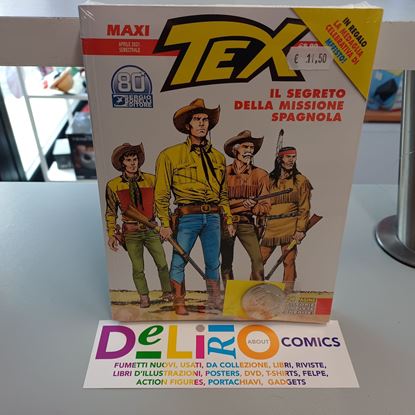 MAXI
APRILE 2021
SEMESTRALE
TEX
IN REGALO
LA MEDAGLIA
CELEBRATIVA DI
€ 11,50
80
SERGIO
BONELLI
EDITORE
IL SEGRETO
DELLA MISSIONE
SPAGNOLA
DeLiRiO ABOUT COMICS
FUMETTI NUOVI, USATI, DA COLLEZIONE, LIBRI, RIVISTE,
LIBRI D'ILLUSTRAZIONI, POSTERS, DVD, T-SHIRTS, FELPE,
ACTION FIGURES, PORTACHIAVI, GADGETS